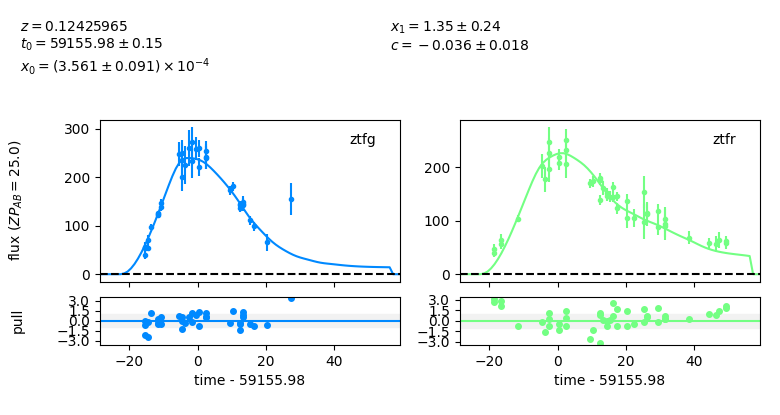 z = 0.12425965
t₀ = 59155.98 ± 0.15
x₀ = (3.561 ± 0.091) × 10⁻⁴
x₁ = 1.35 ± 0.24
c = −0.036 ± 0.018
flux (ZP_AB = 25.0)
300
200
100
0
ztfg
200
100
0
ztfr
pull
3.0
1.5
0.0
−1.5
−3.0
−20 0 20 40
time - 59155.98
3.0
1.5
0.0
−1.5
−3.0
−20 0 20 40
time - 59155.98